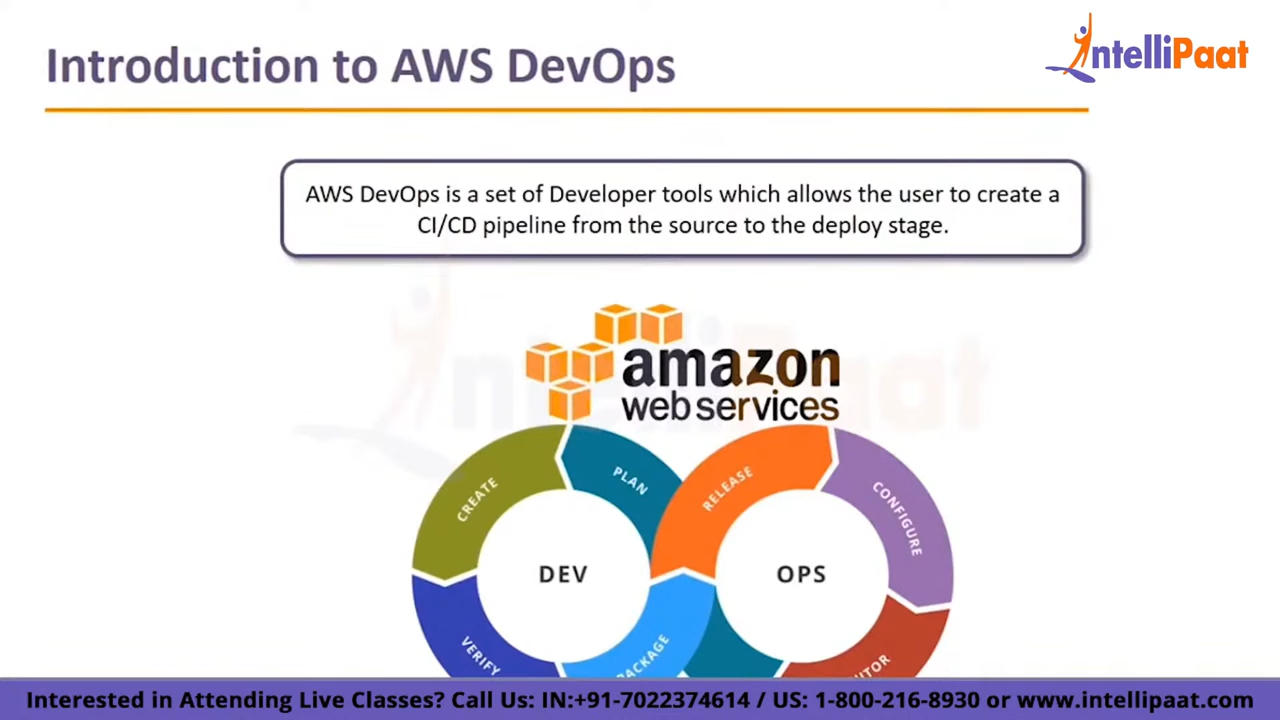 Introduction to AWS DevOps
IntelliPaat
AWS DevOps is a set of Developer tools which allows the user to create a
CI/CD pipeline from the source to the deploy stage.
amazon
web services
CREATE
PLAN
RELEASE
CONFIGURE
DEV
OPS
VERIFY
PACKAGE
Interested in Attending Live Classes? Call Us: IN:+91-7022374614 / US: 1-800-216-8930 or www.intellipaat.com